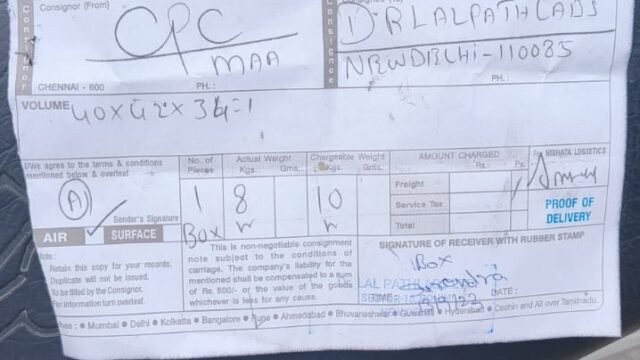 Consignor (From)
CPC
MAA
CHENNAI - 600 PH. :
Consignor
Consignee
DR LALPATH LABS
NEW DELHI-110085
PH. :
VOLUME 40x42x34=1
I/We agree to the terms & conditions
mentioned below & overleaf
A
Sender's Signature
AIR ✓ SURFACE
No. of
Pieces
1
Box
Actual Weight
Kgs. Gms.
8
Chargeable Weight
Kgs. Gms.
10
AMOUNT CHARGED
Rs. Ps.
Freight
Service Tax
Total
For NISHATA LOGISTICS
PROOF OF
DELIVERY
Note
Retain this copy for your records.
Duplicate will not be issued.
To be filled by the Consignor.
For information turn overleaf.
This is non-negotiable consignment
note subject to the conditions of
carriage. The company's liability for the
mentioned shall be compensated to a sum
of Rs. 500/- or the value of the goods
whichever is less for any cause.
SIGNATURE OF RECEIVER WITH RUBBER STAMP
Box
LAL PATH
TIME : DATE :
hes : Mumbai ● Delhi ● Kolkatta ● Bangalore ● Pune ● Ahmedabad ● Bhuvaneshwar ● Guwahati ● Hyderabad ● Cochin and All over Tamilnadu.